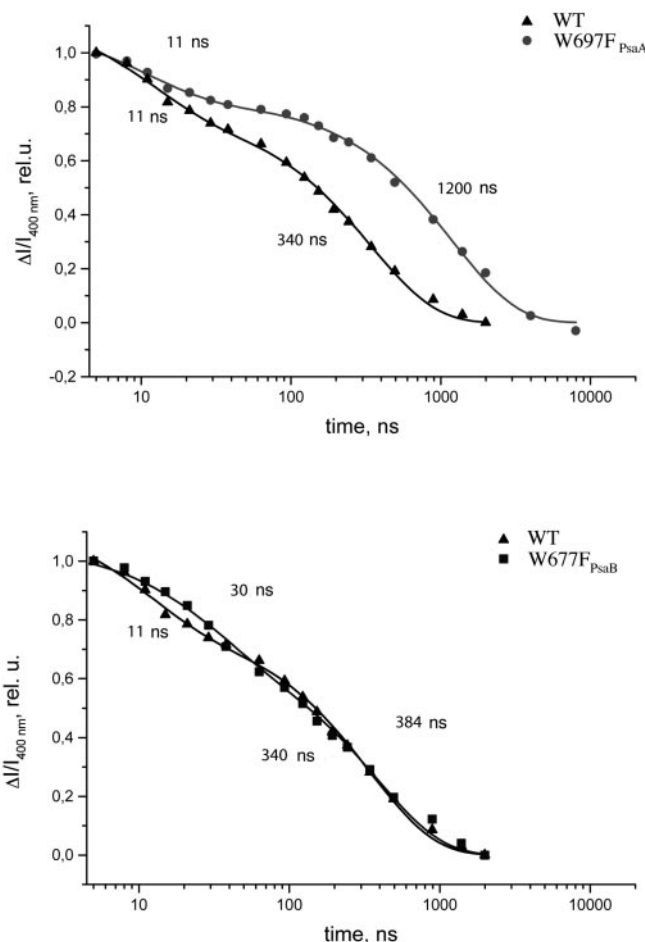 WT
W697F PsaA
11 ns
11 ns
1200 ns
340 ns
1,0
0,8
0,6
0,4
0,2
0,0
-0,2
ΔI/I 400 nm, rel.u.
10
100
1000
10000
time, ns
WT
W677F PsaB
30 ns
11 ns
384 ns
340 ns
1,0
0,8
0,6
0,4
0,2
0,0
ΔI/I 400 nm, rel. u.
10
100
1000
10000
time, ns